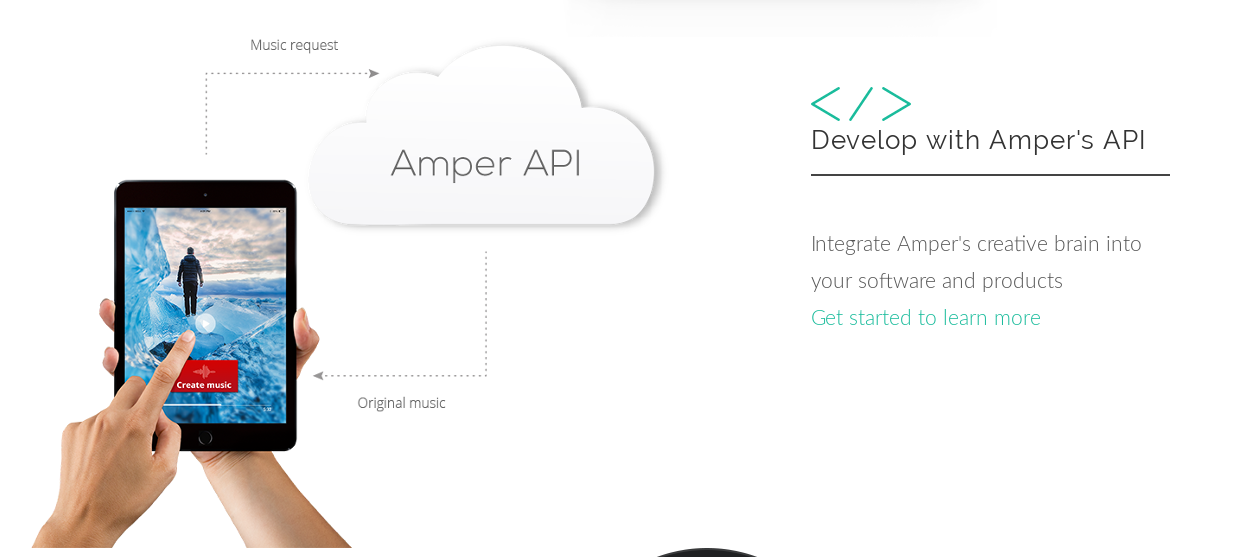 Music request
Amper API
Create music
Original music
</>
Develop with Amper's API
Integrate Amper's creative brain into
your software and products
Get started to learn more